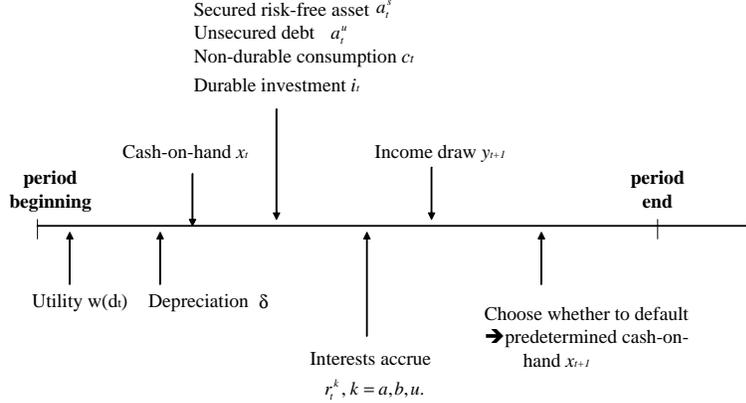 Secured risk-free asset a_t^s
Unsecured debt a_t^u
Non-durable consumption c_t
Durable investment i_t
Cash-on-hand x_t
Income draw y_{t+1}
period
beginning
period
end
Utility w(d_t)
Depreciation δ
Choose whether to default
➔predetermined cash-on-
hand x_{t+1}
Interests accrue
r_t^k, k = a,b,u.